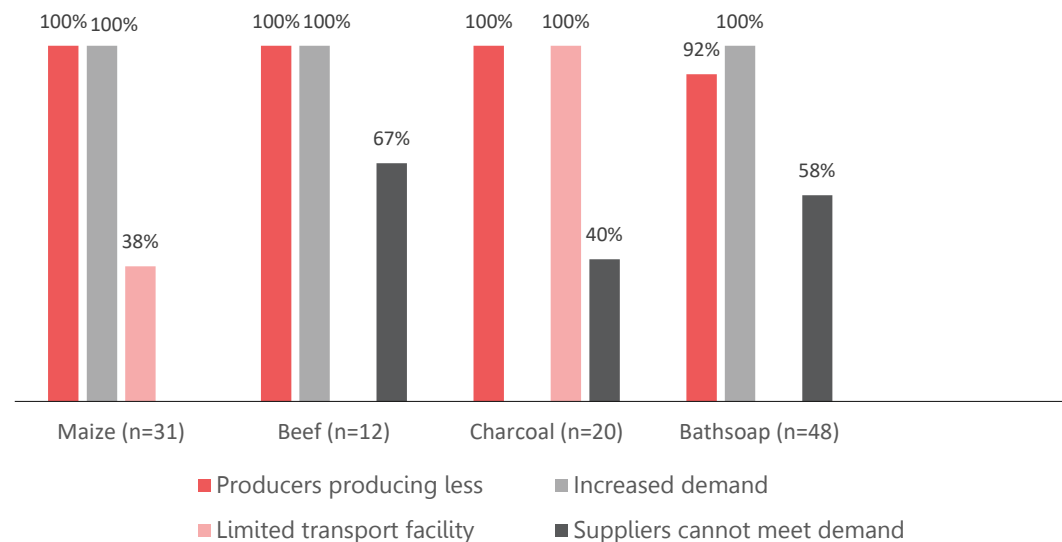 100% 100% 100% 100% 100% 100% 92% 100%
67%
58%
38% 40%
Maize (n=31) Beef (n=12) Charcoal (n=20) Bathsoap (n=48)
Producers producing less Increased demand
Limited transport facility Suppliers cannot meet demand